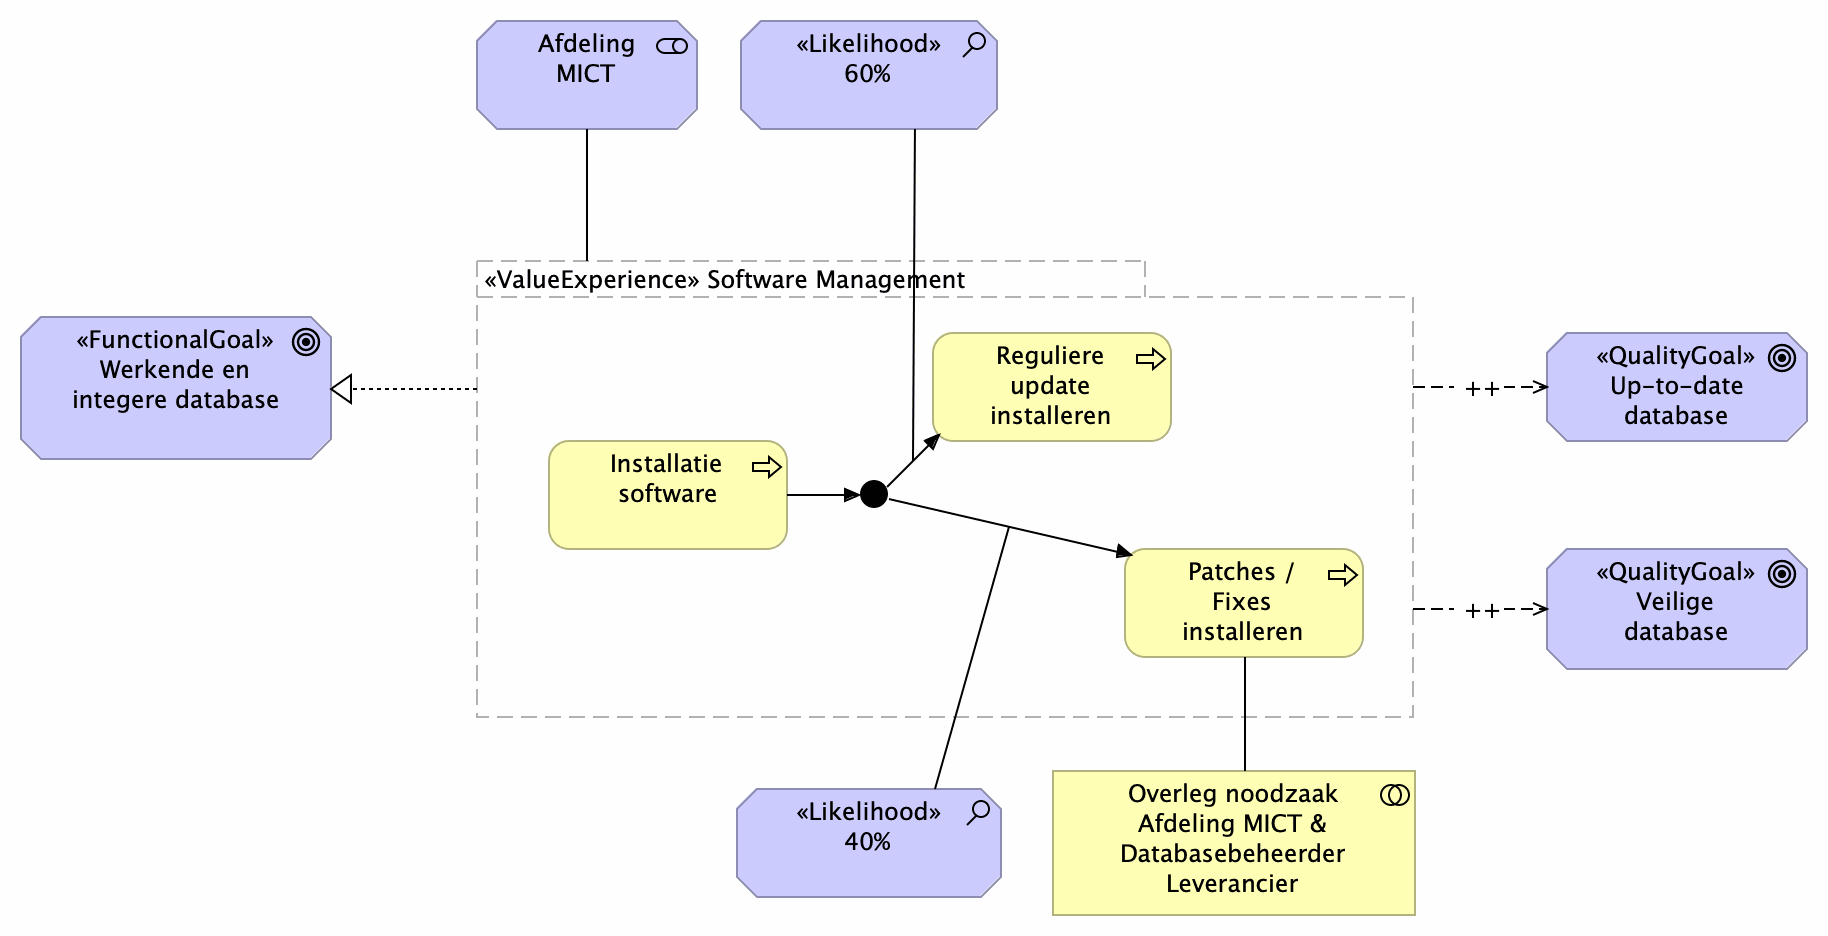 Afdeling
MICT
«Likelihood»
60%
«ValueExperience» Software Management
«FunctionalGoal»
Werkende en
integere database
Reguliere
update
installeren
«QualityGoal»
Up-to-date
database
++
Installatie
software
Patches /
Fixes
installeren
«QualityGoal»
Veilige
database
++
«Likelihood»
40%
Overleg noodzaak
Afdeling MICT &
Databasebeheerder
Leverancier